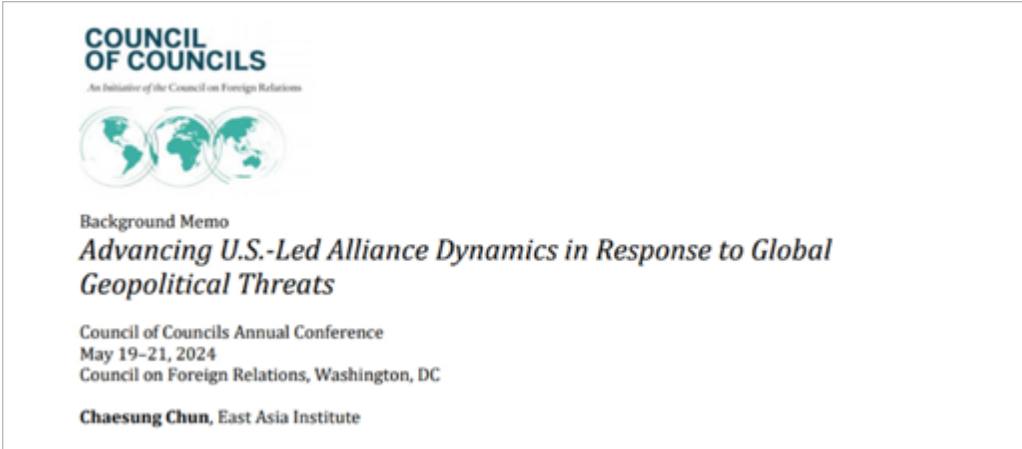 COUNCIL
OF COUNCILS
An Initiative of the Council on Foreign Relations
Background Memo
Advancing U.S.-Led Alliance Dynamics in Response to Global
Geopolitical Threats
Council of Councils Annual Conference
May 19–21, 2024
Council on Foreign Relations, Washington, DC
Chaesung Chun, East Asia Institute